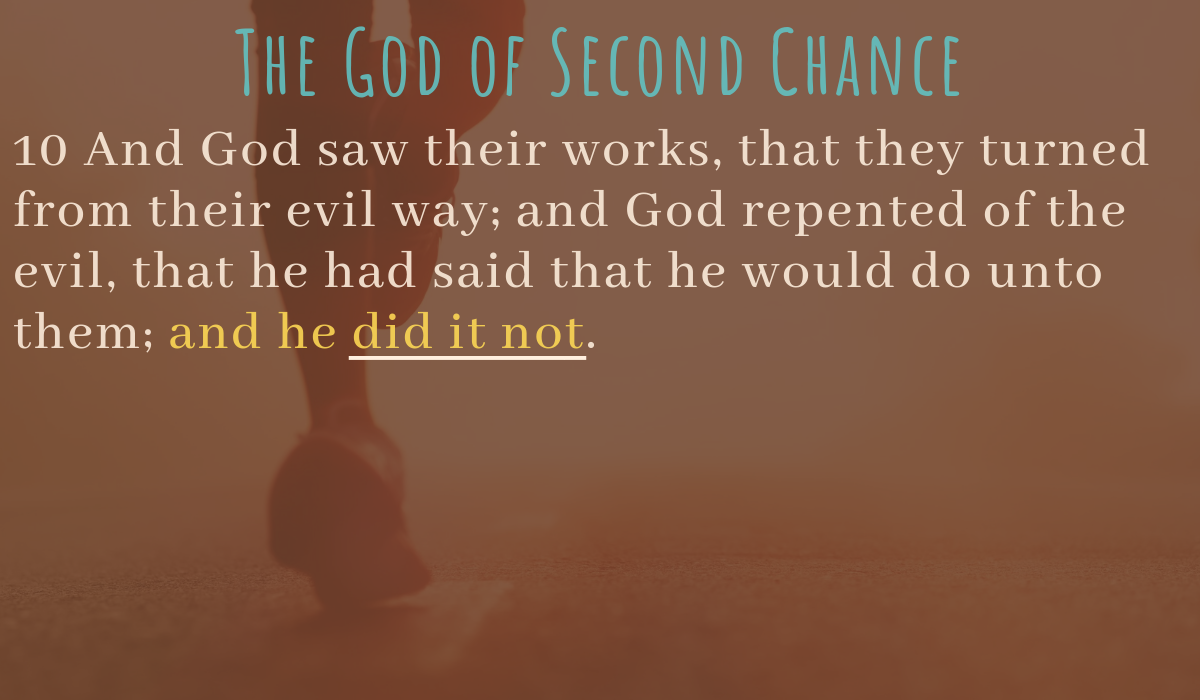 The God of Second Chance
10 And God saw their works, that they turned
from their evil way; and God repented of the
evil, that he had said that he would do unto
them; and he did it not.